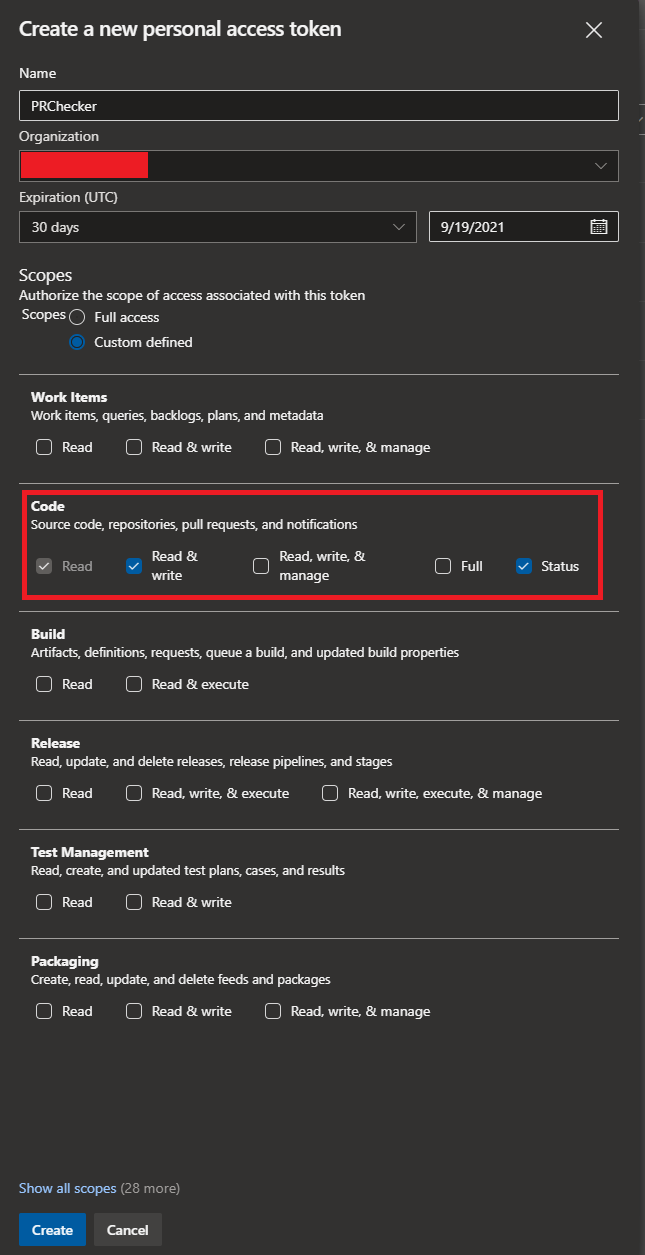 Create a new personal access token
Name
PRChecker
Organization
Expiration (UTC)
30 days 9/19/2021
Scopes
Authorize the scope of access associated with this token
Scopes Full access
Custom defined
Work Items
Work items, queries, backlogs, plans, and metadata
Read Read & write Read, write, & manage
Code
Source code, repositories, pull requests, and notifications
Read Read & write Read, write, & manage Full Status
Build
Artifacts, definitions, requests, queue a build, and updated build properties
Read Read & execute
Release
Read, update, and delete releases, release pipelines, and stages
Read Read, write, & execute Read, write, execute, & manage
Test Management
Read, create, and updated test plans, cases, and results
Read Read & write
Packaging
Create, read, update, and delete feeds and packages
Read Read & write Read, write, & manage
Show all scopes (28 more)
Create Cancel